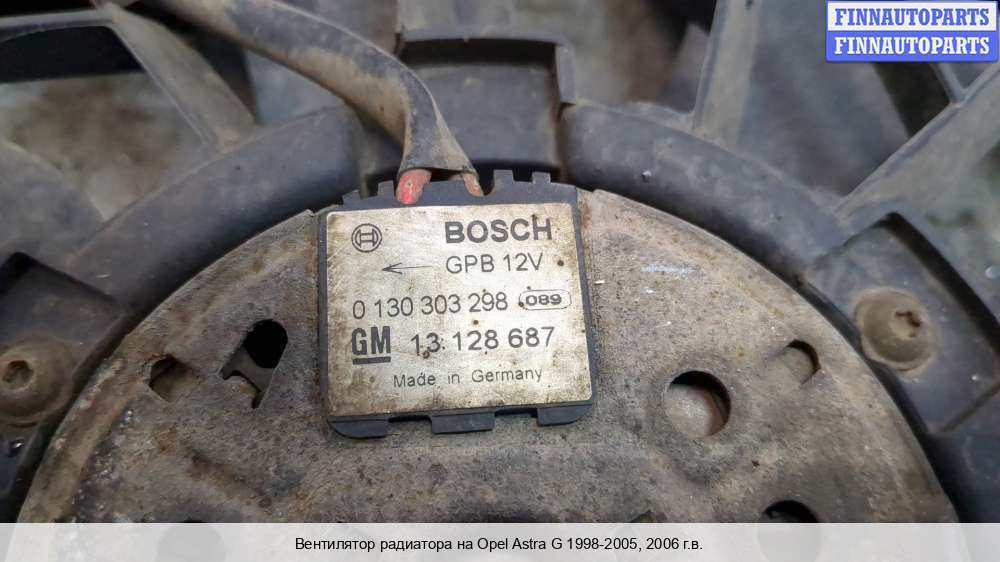 FINNAUTOPARTS
FINNAUTOPARTS
BOSCH
GPB 12V
0 130 303 298 089
GM 13 128 687
Made in Germany
Вентилятор радиатора на Opel Astra G 1998-2005, 2006 г.в.